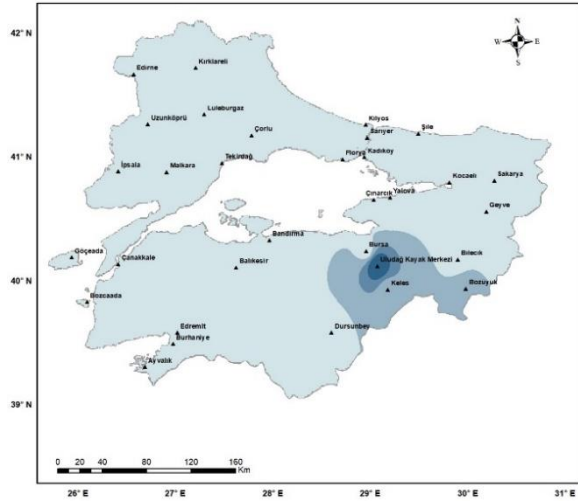 42° N
N
W E
S
Kırklareli
Edirne
Luleburgaz
Uzunköprü
Çorlu
Kilyos
Sarıyer
Şile
41° N
Florya
Kadıköy
Tekirdağ
İpsala
Malkara
Kocaeli
Sakarya
Çınarcık
Yalova
Geyve
Bandırma
Bursa
Gökçeada
Çanakkale
Balıkesir
Uludağ Kayak Merkezi
Bilecik
40° N
Bozcaada
Keles
Bozuyuk
Edremit
Burhaniye
Dursunbey
Ayvalık
39° N
0 20 40 80 120 160
Km
26° E 27° E 28° E 29° E 30° E 31° E